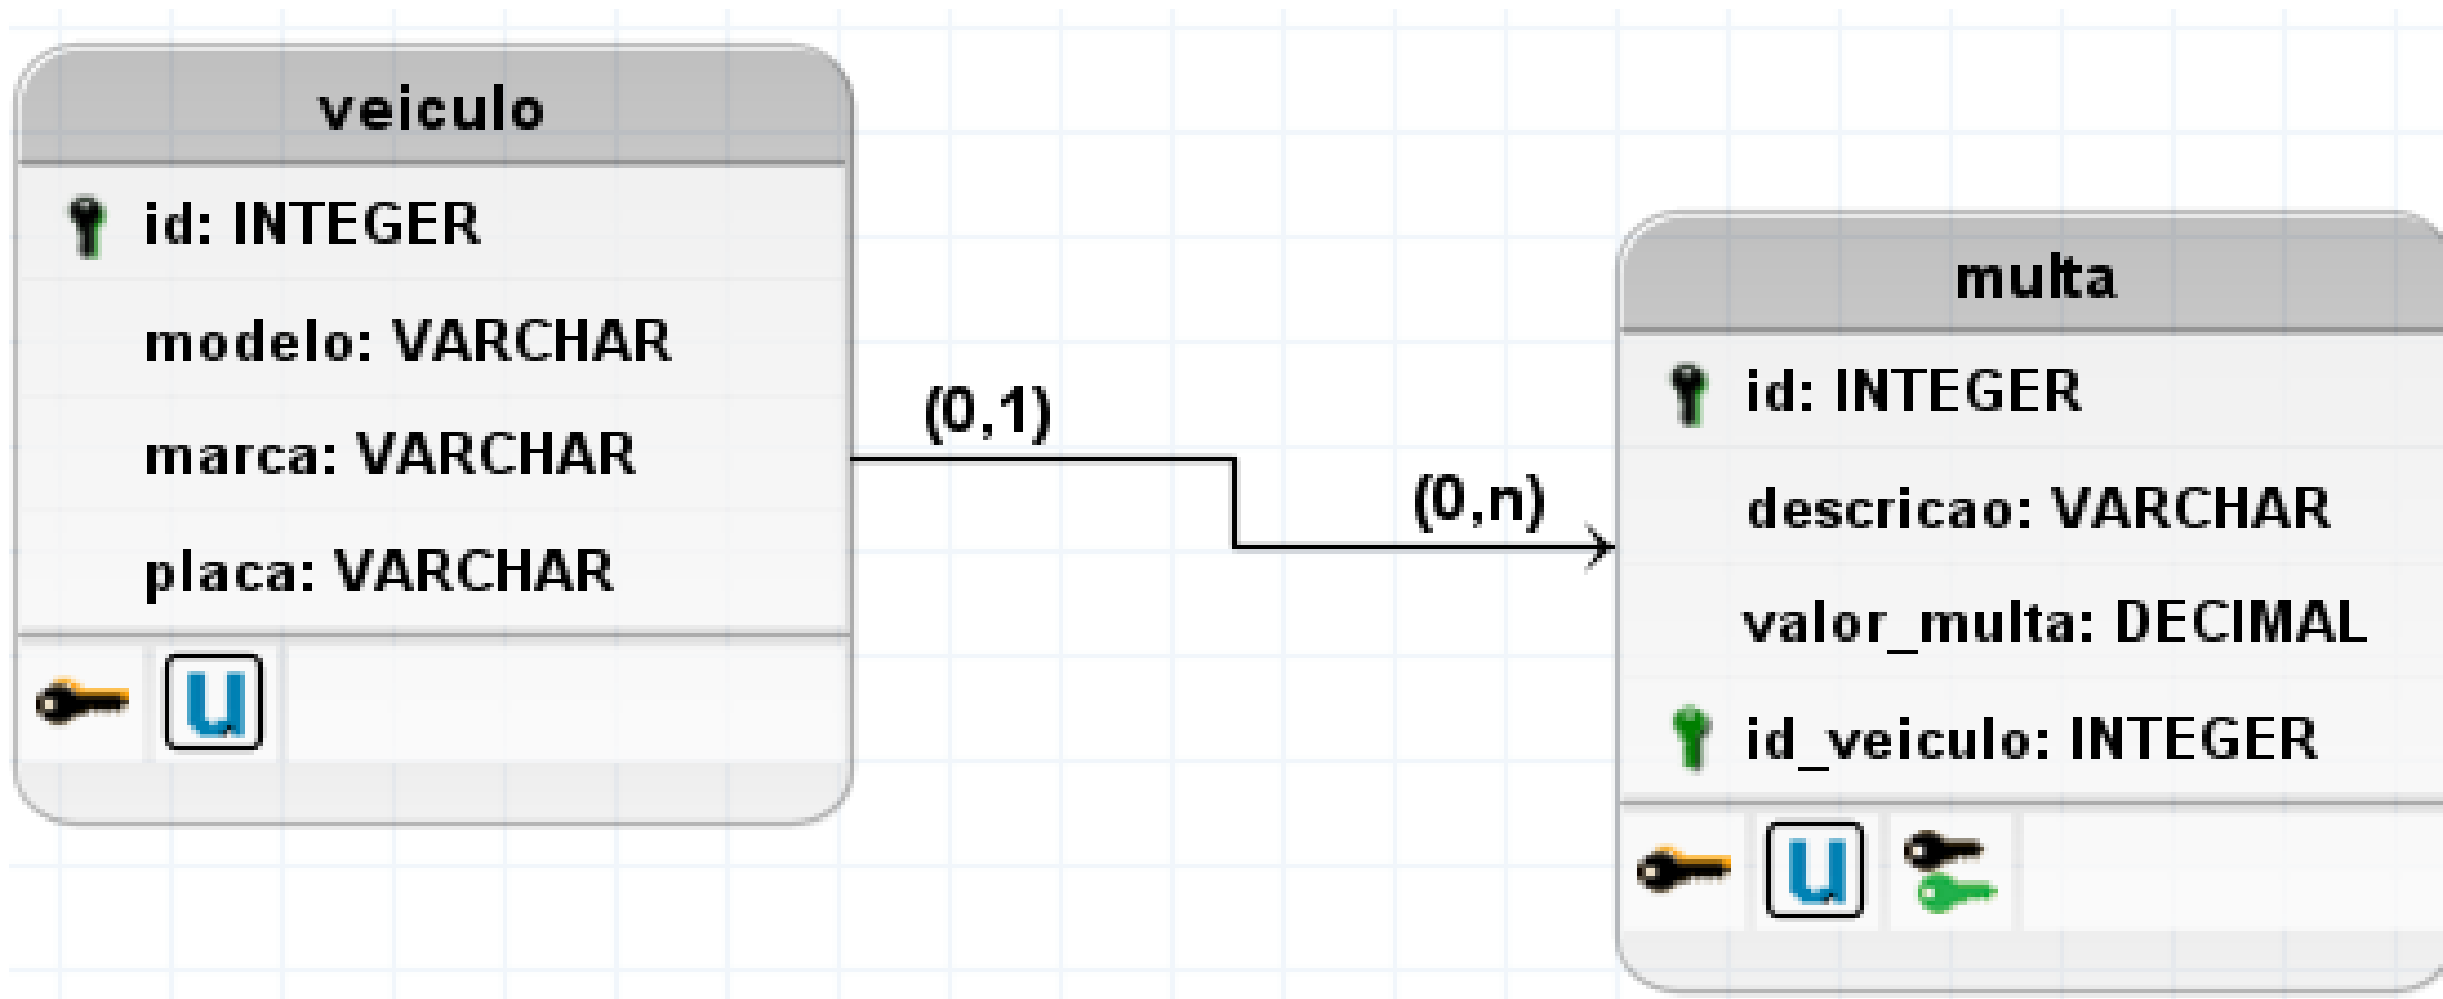 veiculo
id: INTEGER
modelo: VARCHAR
marca: VARCHAR
placa: VARCHAR
u
(0,1)
(0,n)
multa
id: INTEGER
descricao: VARCHAR
valor_multa: DECIMAL
id_veiculo: INTEGER
u